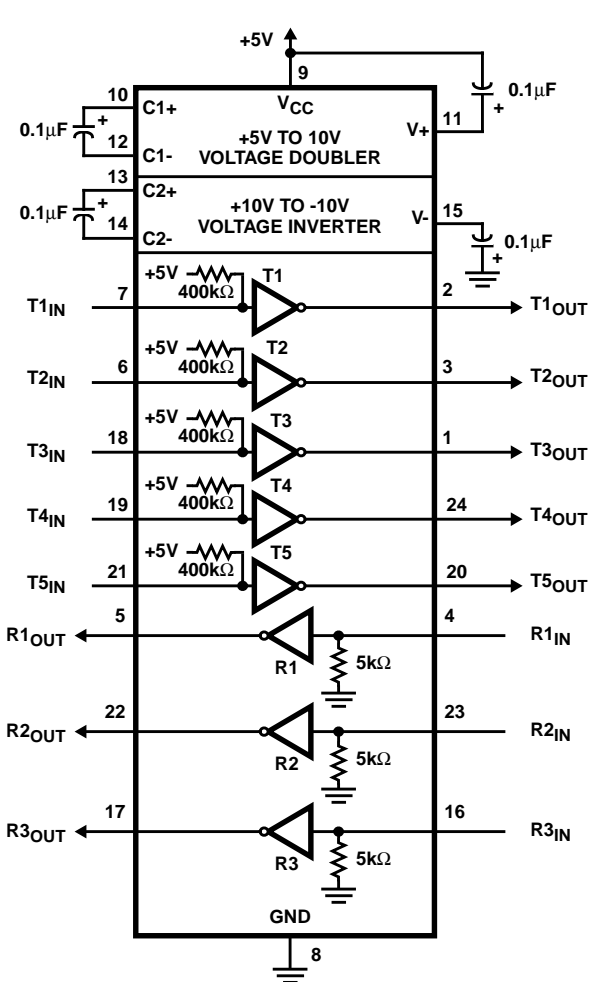 +5V
9
10
C1+
VCC
0.1μF
+
0.1μF
+
11
V+
+5V TO 10V
VOLTAGE DOUBLER
12
C1-
13
C2+
0.1μF
+
+10V TO -10V
VOLTAGE INVERTER
V-
15
14
C2-
0.1μF
+
T1IN
7
+5V
400kΩ
T1
2
T1OUT
T2IN
6
+5V
400kΩ
T2
3
T2OUT
T3IN
18
+5V
400kΩ
T3
1
T3OUT
T4IN
19
+5V
400kΩ
T4
24
T4OUT
T5IN
21
+5V
400kΩ
T5
20
T5OUT
R1OUT
5
R1
5kΩ
4
R1IN
R2OUT
22
R2
5kΩ
23
R2IN
R3OUT
17
R3
5kΩ
16
R3IN
GND
8